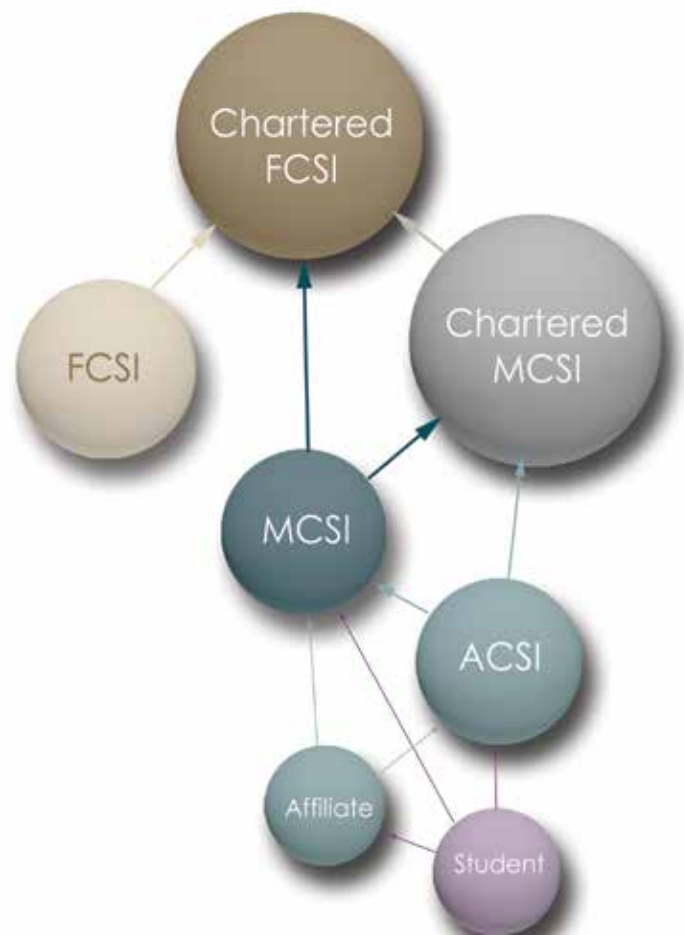 Chartered
FCSI
FCSI
Chartered
MCSI
MCSI
ACSI
Affiliate
Student